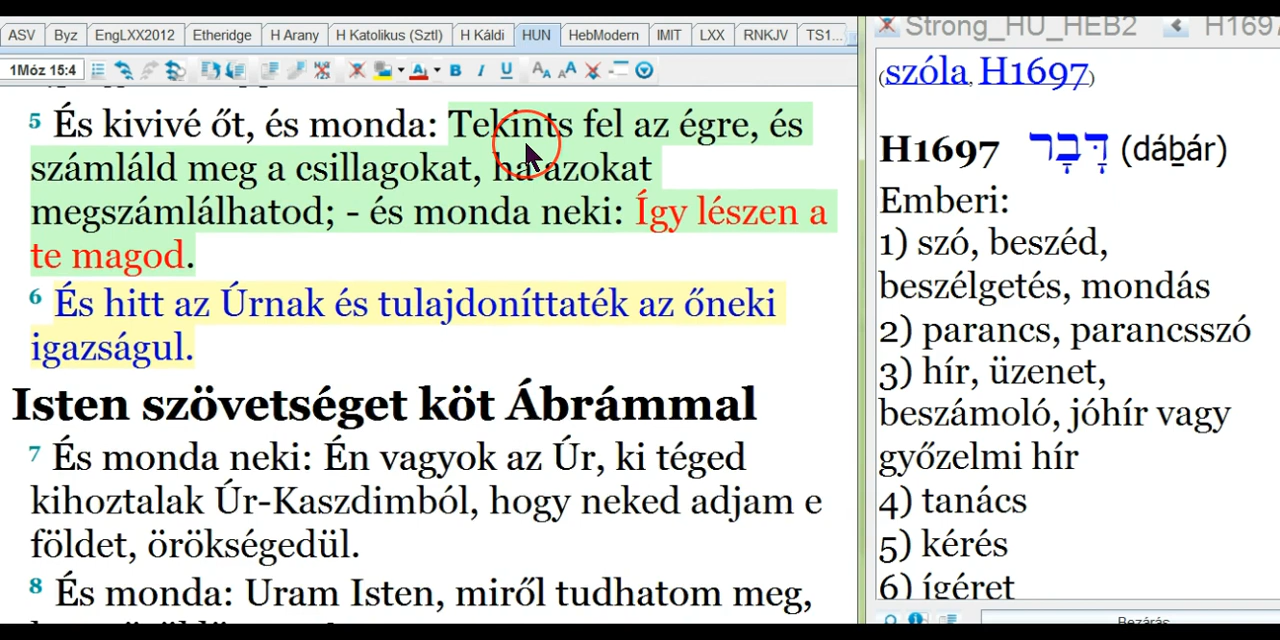 ASV Byz EngLXX2012 Etheridge H Arany H Katolikus (Sztl) H Káldi HUN HebModern IMIT LXX RNKJV TS1...
1Móz 15:4
5 És kivivé őt, és monda: Tekints fel az égre, és
számláld meg a csillagokat, ha azokat
megszámlálhatod; - és monda neki: Így lészen a
te magod.
6 És hitt az Úrnak és tulajdoníttaték az őneki
igazságul.
Isten szövetséget köt Ábrámmal
7 És monda neki: Én vagyok az Úr, ki téged
kihoztalak Úr-Kaszdimból, hogy neked adjam e
földet, örökségedül.
8 És monda: Uram Isten, miről tudhatom meg,
Strong_HU_HEB2 H1697
(szóla, H1697)
H1697 דָּבָר (dáḇár)
Emberi:
1) szó, beszéd,
beszélgetés, mondás
2) parancs, parancsszó
3) hír, üzenet,
beszámoló, jóhír vagy
győzelmi hír
4) tanács
5) kérés
6) ígéret
Bezárás